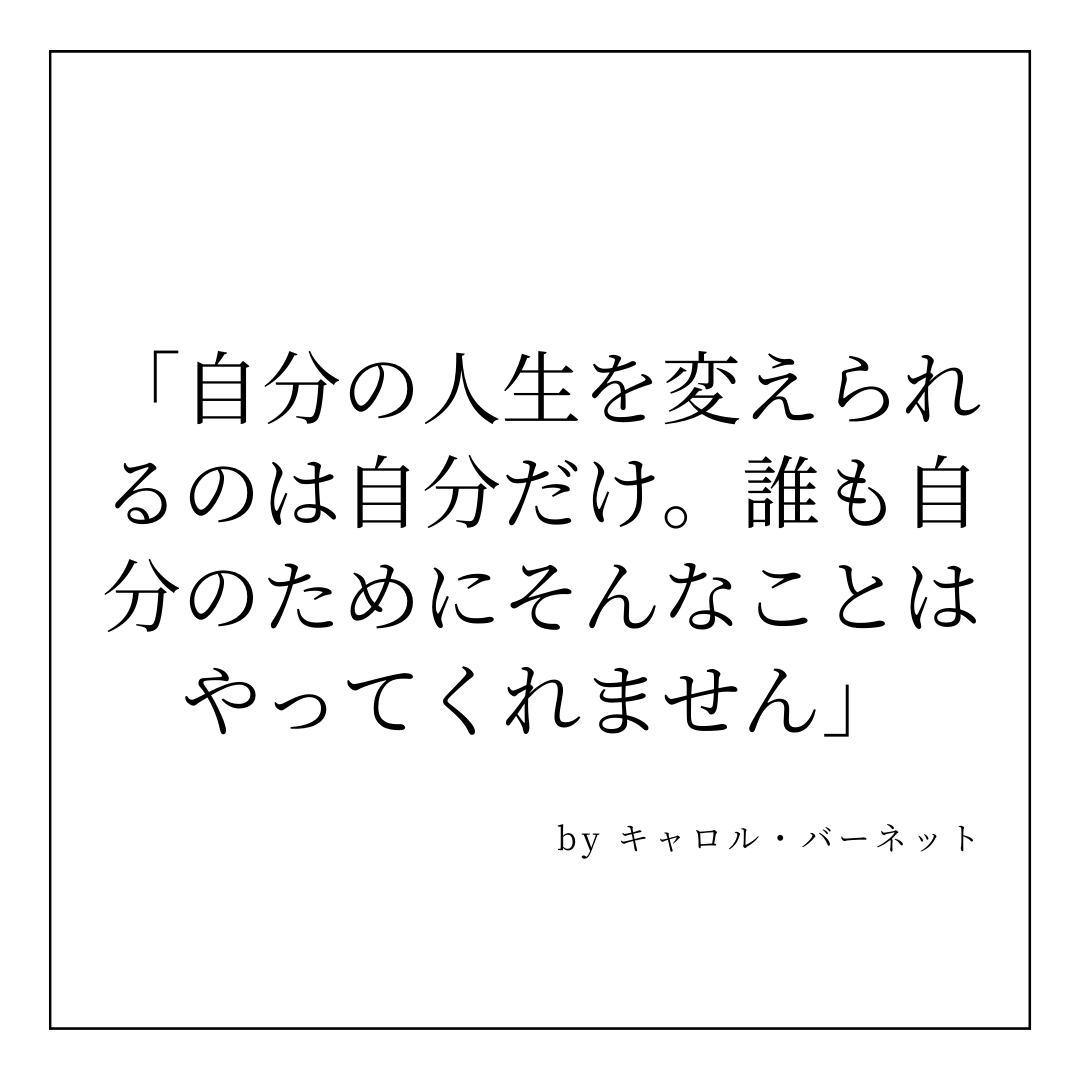 「自分の人生を変えられ
るのは自分だけ。誰も自
分のためにそんなことは
やってくれません」
by キャロル・バーネット